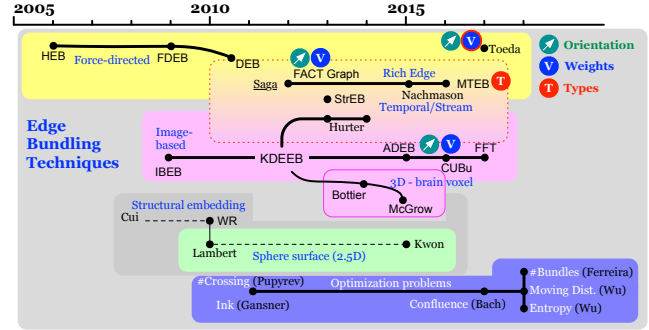 2005 2010 2015
HEB FDEB DEB Toeda
Force-directed
V V
Orientation
V Weights
T Types
FACT Graph
Saga Rich Edge MTEB T
Nachmason
StrEB Temporal/Stream
Hurter
Edge
Bundling
Techniques
Image-
based
IBEB KDEEB ADEB V FFT
CUBu
3D - brain voxel
Bottier
McGrow
Structural embedding
Cui WR
Lambert Kwon
Sphere surface (2.5D)
#Crossing (Pupyrev) Optimization problems #Bundles (Ferreira)
Moving Dist. (Wu)
Ink (Gansner) Confluence (Bach) Entropy (Wu)